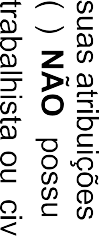 suas atribuições
( ) NÃO possu
trabalhista ou civ